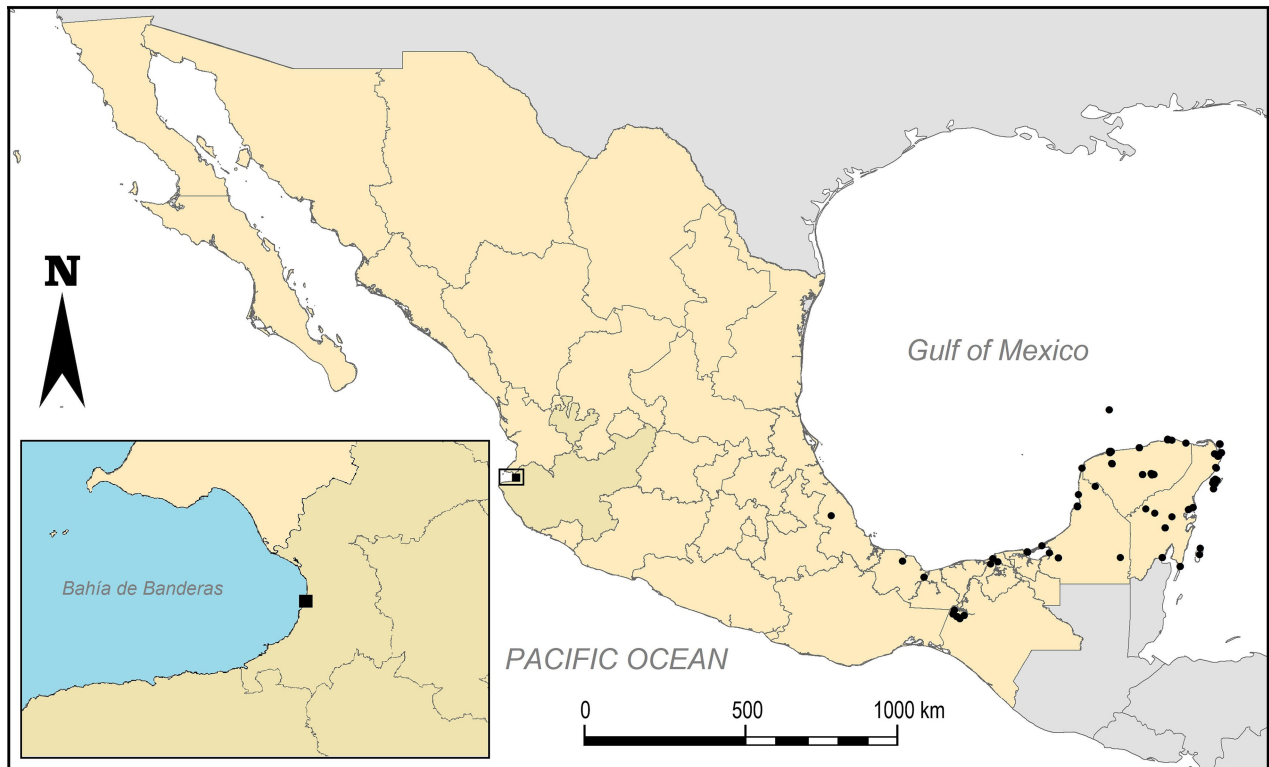 N
Gulf of Mexico
Bahía de Banderas
PACIFIC OCEAN
0 500 1000 km